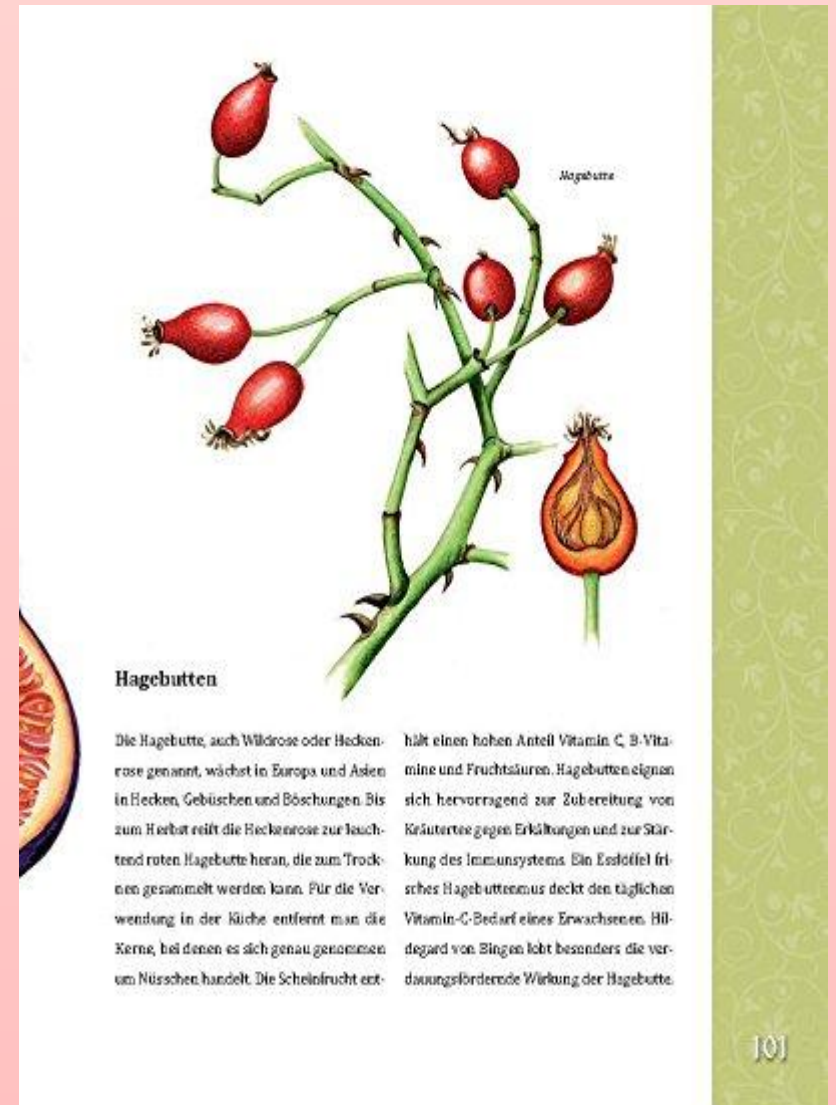 Hagebutte
Hagebutten
Die Hagebutte, auch Wildrose oder Hecken-
rose genannt, wächst in Europa und Asien
in Hecken, Gebüschen und Böschungen. Bis
zum Herbst reift die Heckenrose zur leuch-
tend roten Hagebutte heran, die zum Trock-
nen gesammelt werden kann. Für die Ver-
wendung in der Küche entfernt man die
Kerne, bei denen es sich genau genommen
um Nüsschen handelt. Die Scheinfrucht ent-
hält einen hohen Anteil Vitamin C, B-Vita-
mine und Fruchtsäuren. Hagebutten eignen
sich hervorragend zur Zubereitung von
Kräutertee gegen Erkältungen und zur Stär-
kung des Immunsystems. Ein Esslöffel fri-
sches Hagebuttenmus deckt den täglichen
Vitamin-C-Bedarf eines Erwachsenen. Hil-
degard von Bingen lobt besonders die ver-
dauungsfördernde Wirkung der Hagebutte.
101